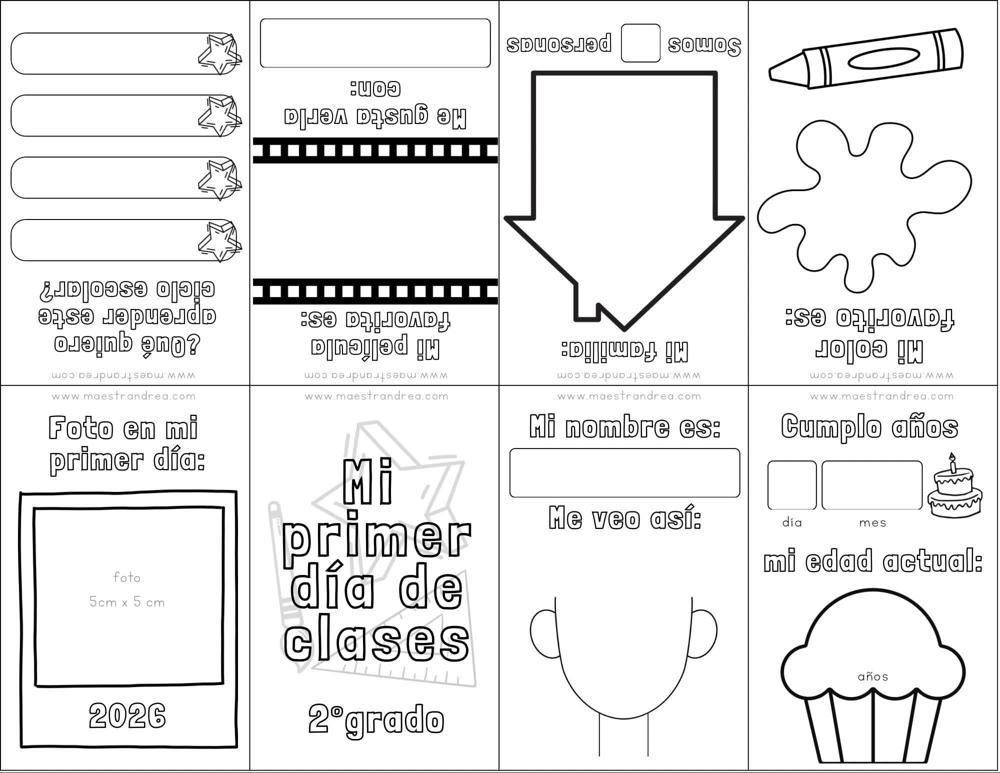 ?Qué quiero
aprender este
ciclo escolar?
www.maestrandrea.com
Mi película
favorita es:
Me gusta verla
con:
www.maestrandrea.com
Mi familia:
Somos personas
www.maestrandrea.com
Mi color
favorito es:
www.maestrandrea.com
www.maestrandrea.com
Foto en mi
primer día:
foto
5cm x 5 cm
2026
www.maestrandrea.com
Mi
primer
día de
clases
2°grado
www.maestrandrea.com
Mi nombre es:
Me veo así:
www.maestrandrea.com
Cumplo años
día mes
mi edad actual:
años